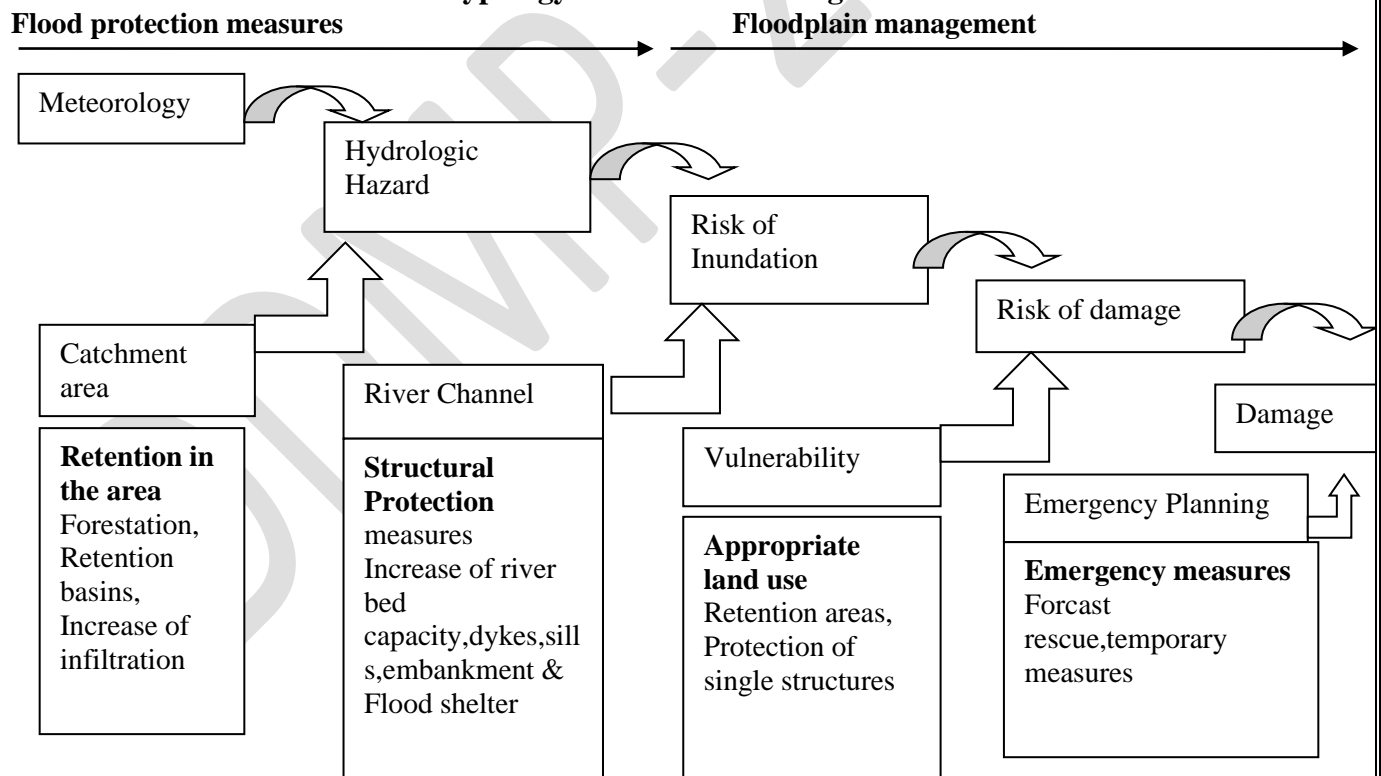 Flood protection measures
Floodplain management
Meteorology
Hydrologic
Hazard
Risk of
Inundation
Risk of damage
Damage
Catchment
area
Retention in
the area
Forestation,
Retention
basins,
Increase of
infiltration
River Channel
Structural
Protection
measures
Increase of river
bed
capacity,dykes,sill
s,embankment &
Flood shelter
Vulnerability
Appropriate
land use
Retention areas,
Protection of
single structures
Emergency Planning
Emergency measures
Forcast
rescue,temporary
measures